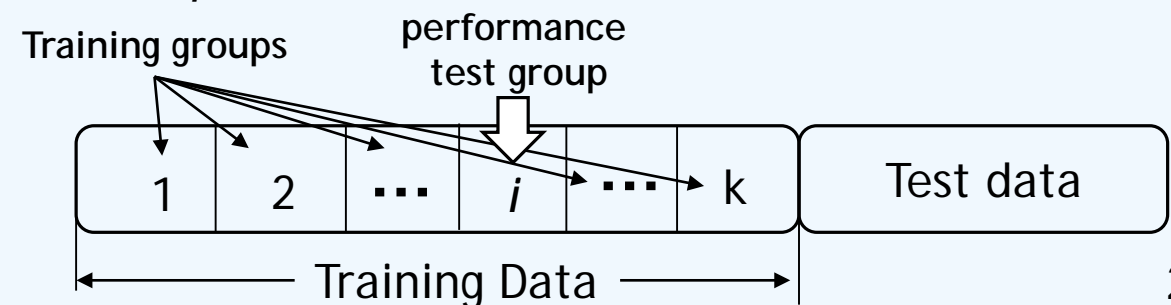 Training groups
performance
test group
1 2 ... i ... k
Test data
Training Data